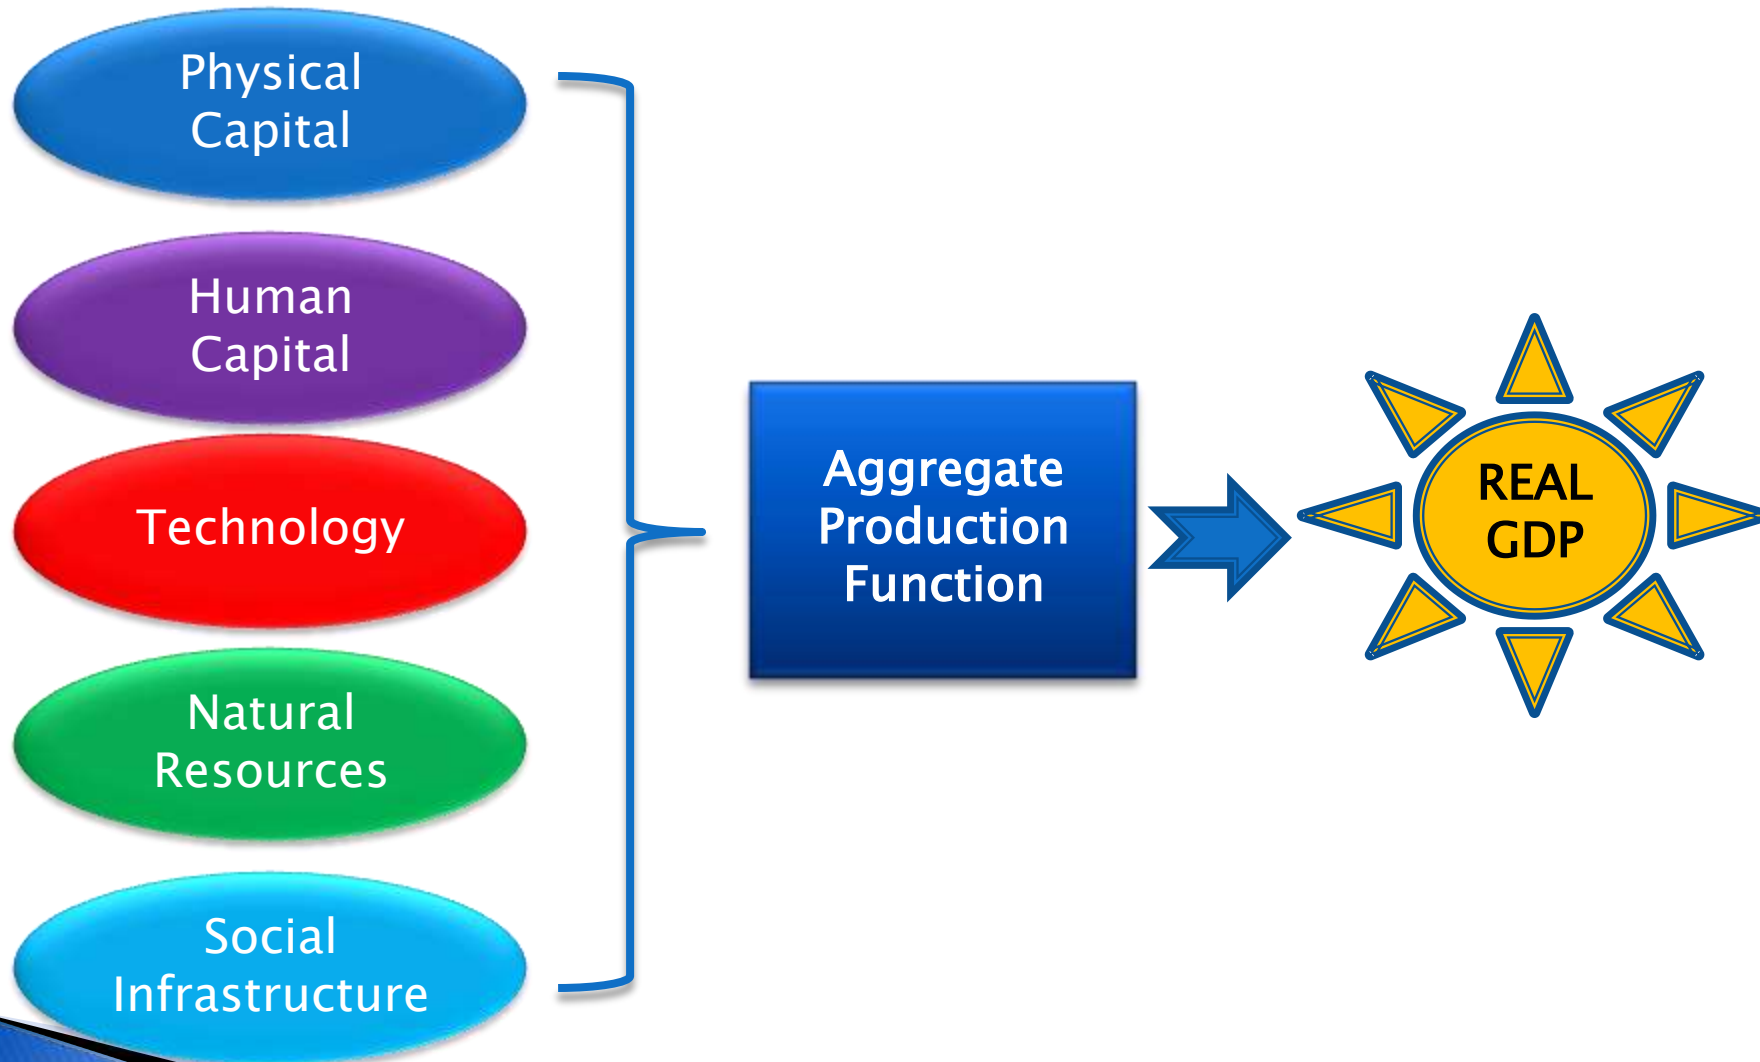 Physical
Capital
Human
Capital
Technology
Natural
Resources
Social
Infrastructure
Aggregate
Production
Function
REAL
GDP